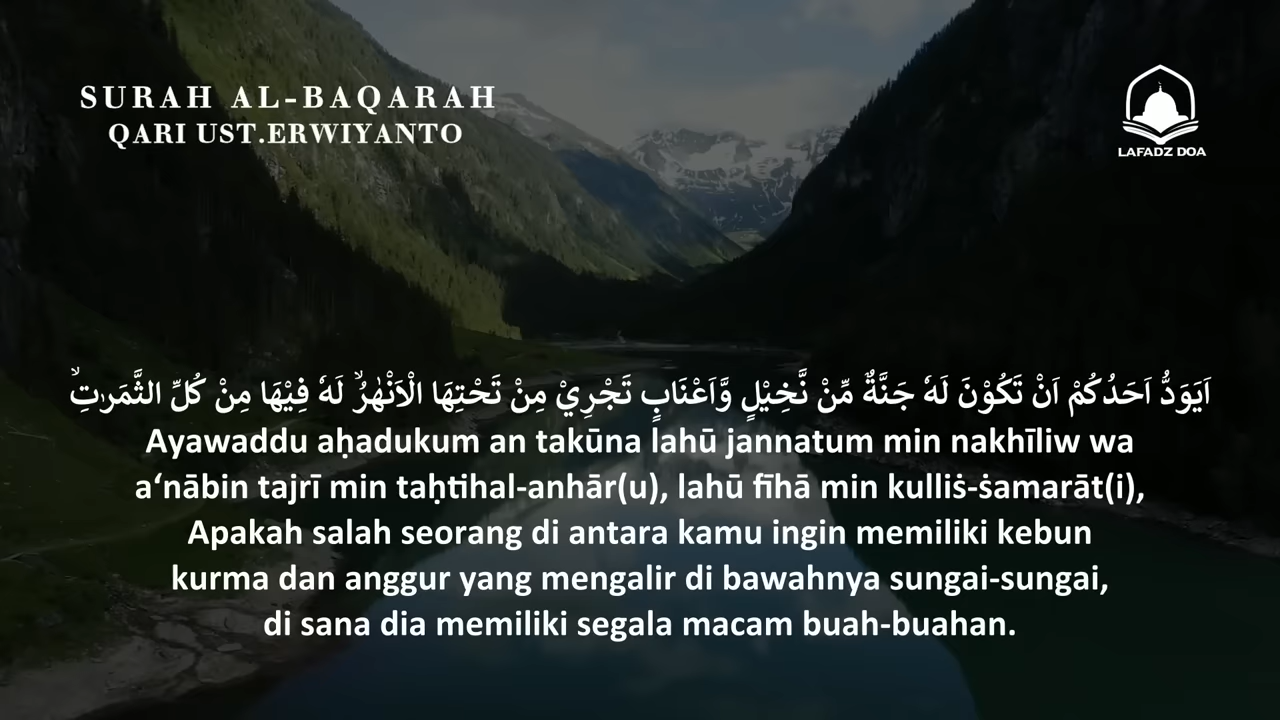 SURAH AL-BAQARAH
QARI UST.ERWIYANTO
LAFADZ DOA
اَيَوَدُّ اَحَدُكُمْ اَنْ تَكُوْنَ لَهٗ جَنَّةٌ مِّنْ نَّخِيْلٍ وَّاَعْنَابٍ تَجْرِيْ مِنْ تَحْتِهَا الْاَنْهٰرُۙ لَهٗ فِيْهَا مِنْ كُلِّ الثَّمَرٰتِۙ
Ayawaddu aḥadukum an takūna lahū jannatum min nakhīliw wa
a‘nābin tajrī min taḥtihal-anhār(u), lahū fīhā min kulliṡ-ṡamarāt(i),
Apakah salah seorang di antara kamu ingin memiliki kebun
kurma dan anggur yang mengalir di bawahnya sungai-sungai,
di sana dia memiliki segala macam buah-buahan.